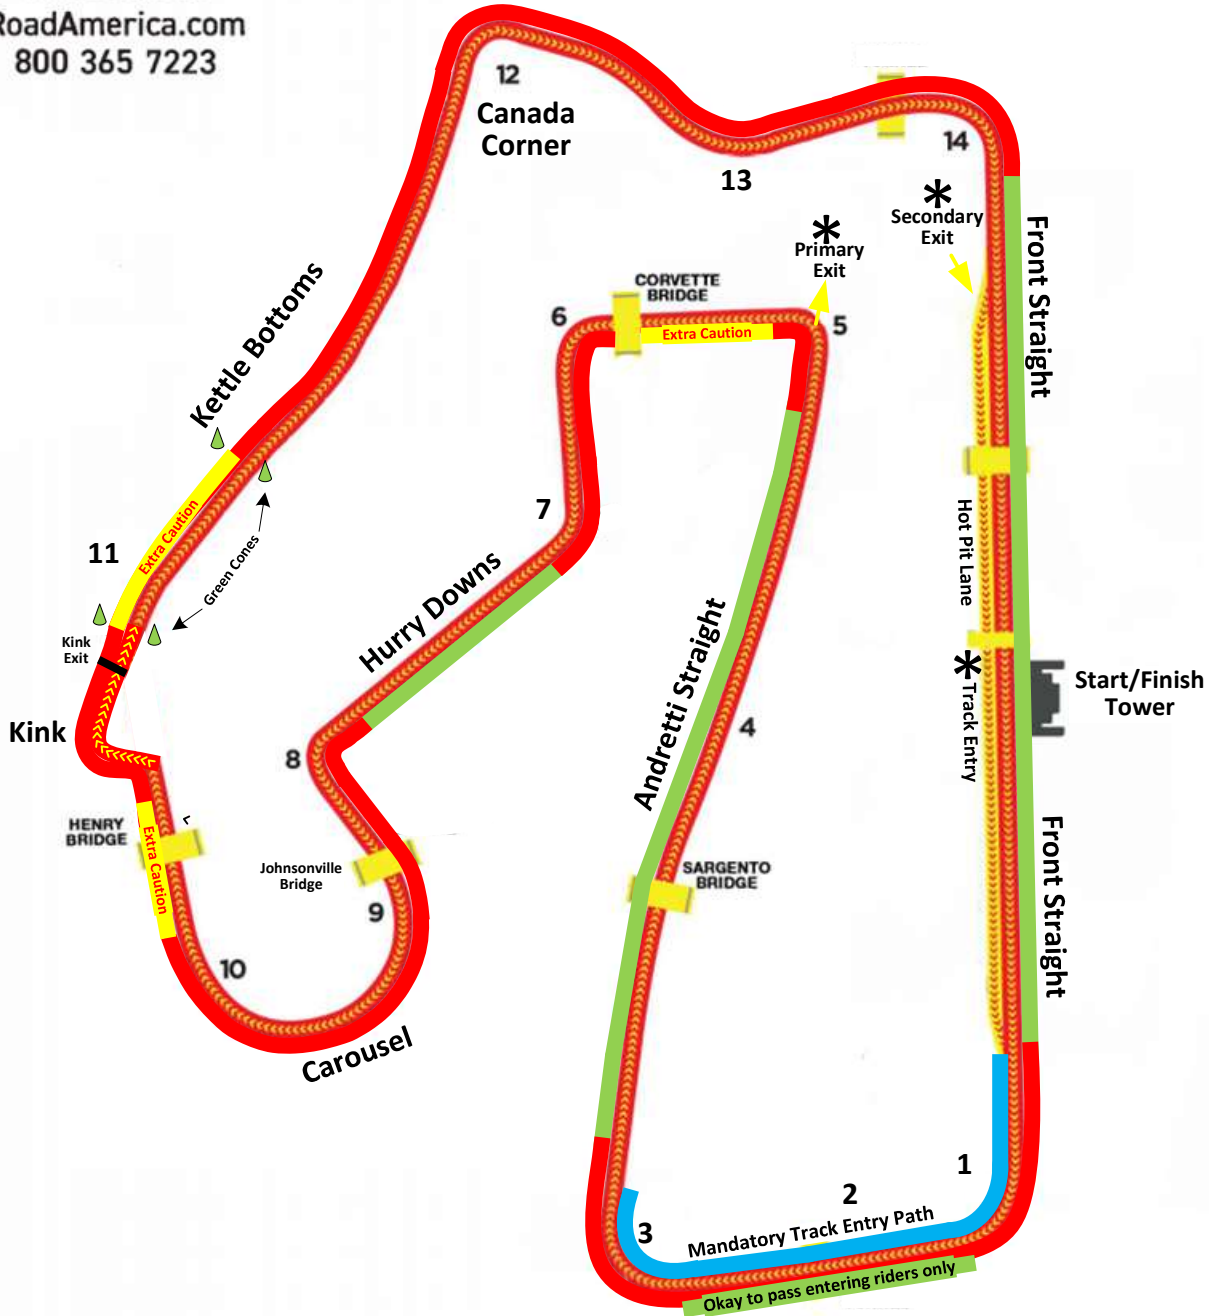 RoadAmerica.com
800 365 7223
12
Canada
Corner
14
13
Secondary
Exit
Primary
Exit
Front Straight
CORVETTE
BRIDGE
6
5
Extra Caution
Kettle Bottoms
7
Hot Pit Lane
Extra Caution
11
Green Cones
Hurry Downs
Kink
Exit
Andretti Straight
Track Entry
Start/Finish
Tower
Kink
4
8
HENRY
BRIDGE
Extra Caution
Johnsonville
Bridge
SARGENTO
BRIDGE
Front Straight
9
10
Carousel
1
2
3
Mandatory Track Entry Path
Okay to pass entering riders only